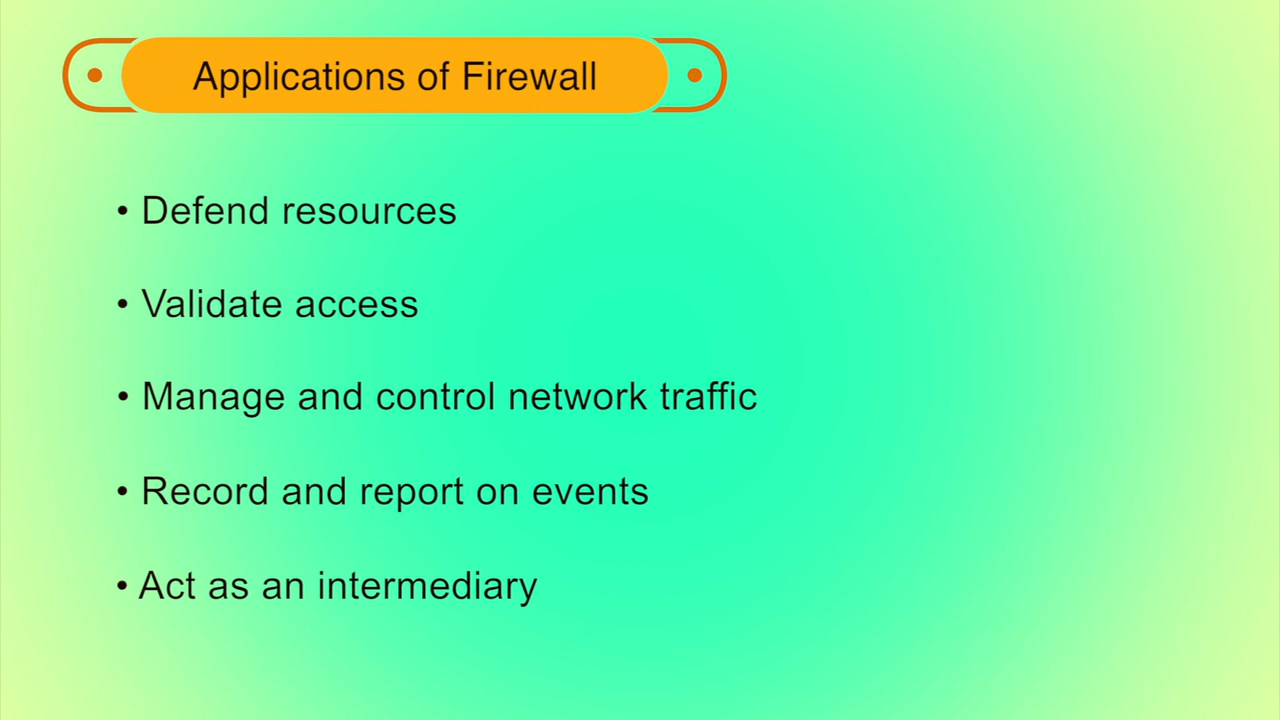 Applications of Firewall
• Defend resources
• Validate access
• Manage and control network traffic
• Record and report on events
• Act as an intermediary